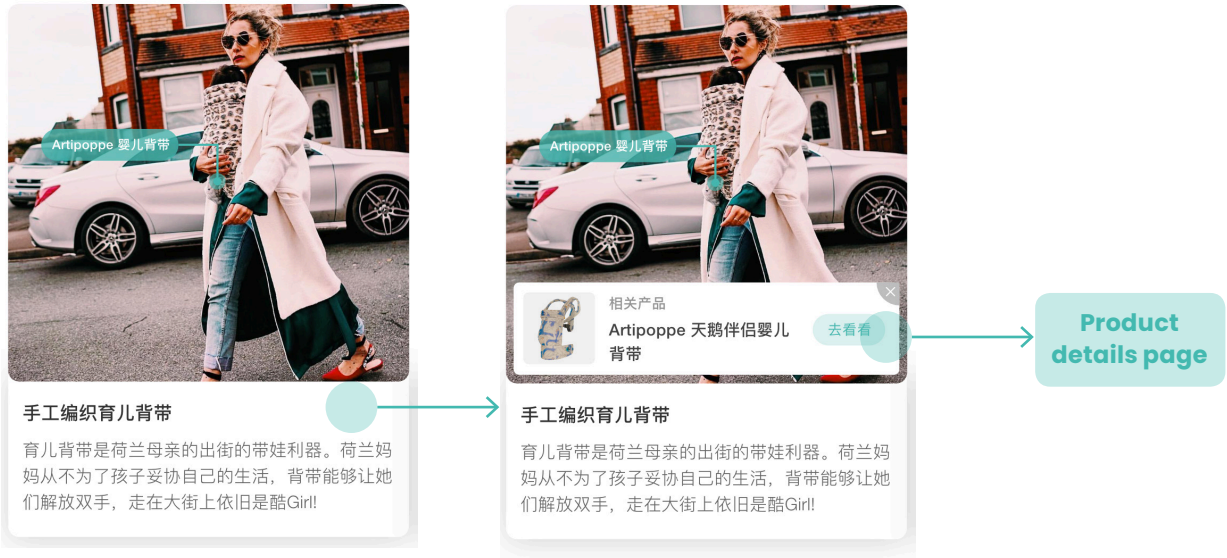 Artipoppe 婴儿背带
手工编织育儿背带
育儿背带是荷兰母亲的出街的带娃利器。荷兰妈
妈从不为了孩子妥协自己的生活，背带能够让她
们解放双手，走在大街上依旧是酷Girl!
Artipoppe 婴儿背带
相关产品
Artipoppe 天鹅伴侣婴儿
背带
去看看
手工编织育儿背带
育儿背带是荷兰母亲的出街的带娃利器。荷兰妈
妈从不为了孩子妥协自己的生活，背带能够让她
们解放双手，走在大街上依旧是酷Girl!
Product
details page